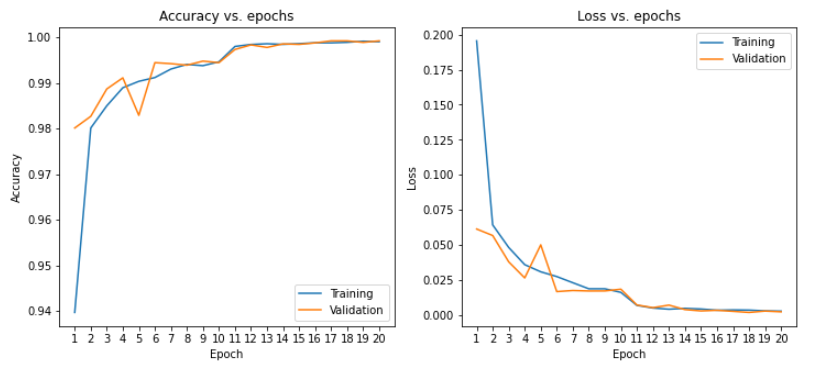 Accuracy vs. epochs
1.00
0.99
0.98
0.97
0.96
0.95
0.94
Accuracy
Training
Validation
1 2 3 4 5 6 7 8 9 10 11 12 13 14 15 16 17 18 19 20
Epoch
Loss vs. epochs
0.200
0.175
0.150
0.125
0.100
0.075
0.050
0.025
0.000
Loss
Training
Validation
1 2 3 4 5 6 7 8 9 10 11 12 13 14 15 16 17 18 19 20
Epoch